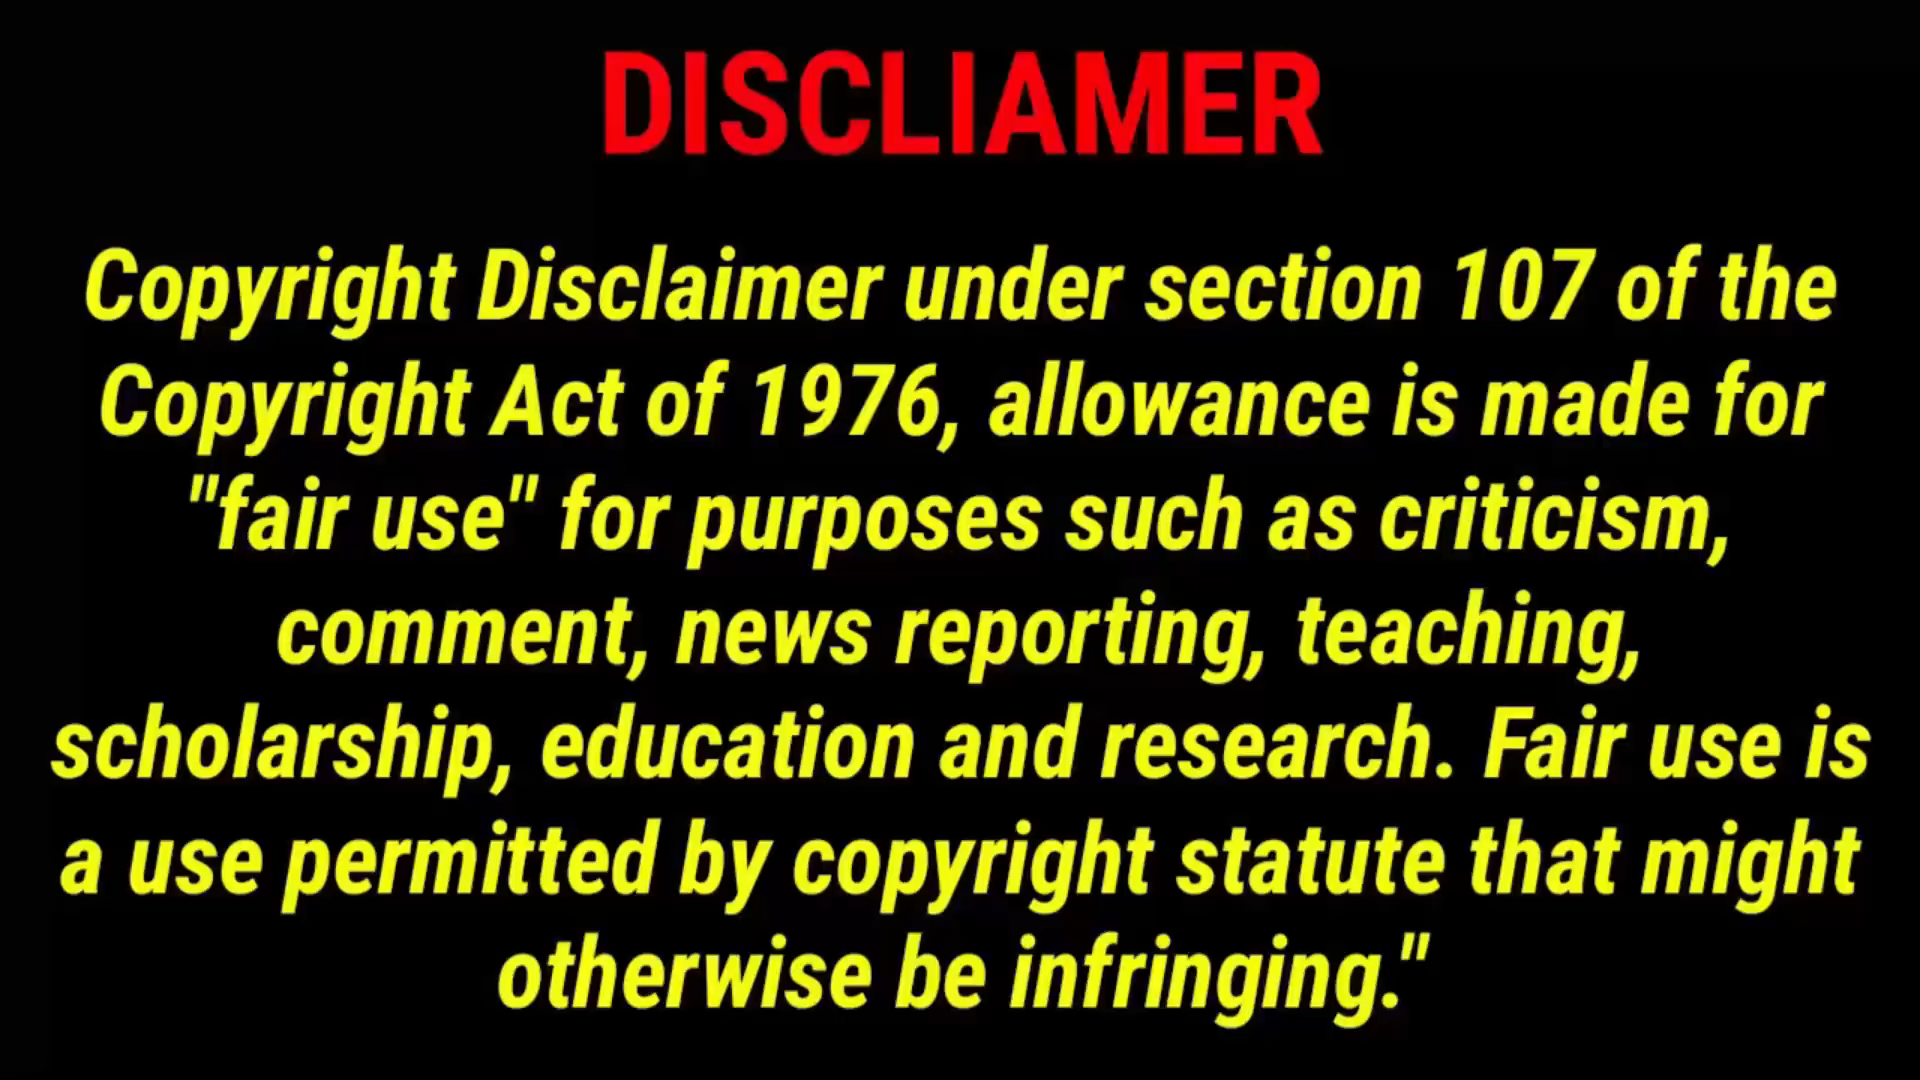 DISCLIAMER
Copyright Disclaimer under section 107 of the
Copyright Act of 1976, allowance is made for
"fair use" for purposes such as criticism,
comment, news reporting, teaching,
scholarship, education and research. Fair use is
a use permitted by copyright statute that might
otherwise be infringing."